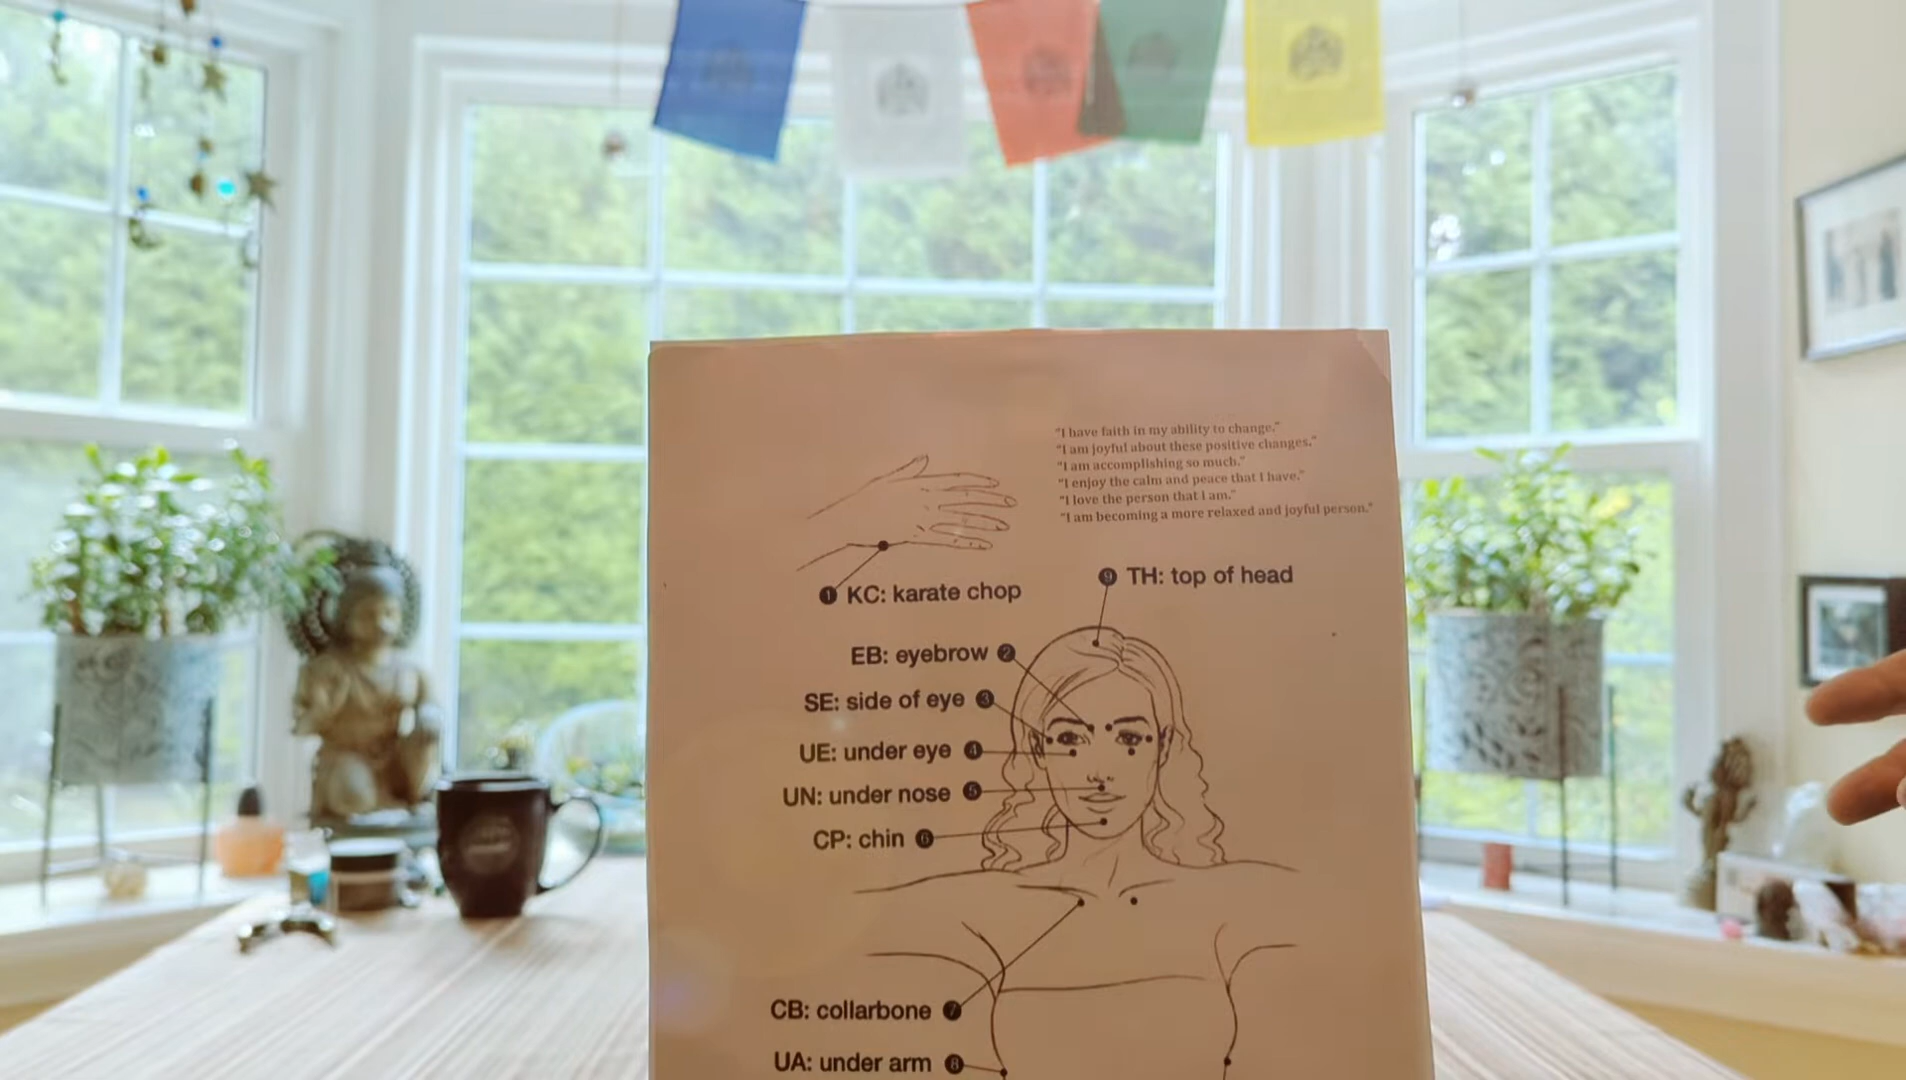 "I have faith in my ability to change."
"I am joyful about these positive changes."
"I am accomplishing so much."
"I enjoy the calm and peace that I have."
"I love the person that I am."
"I am becoming a more relaxed and joyful person."
9 TH: top of head
1 KC: karate chop
EB: eyebrow 2
SE: side of eye 3
UE: under eye 4
UN: under nose 5
CP: chin 6
CB: collarbone 7
UA: under arm 8